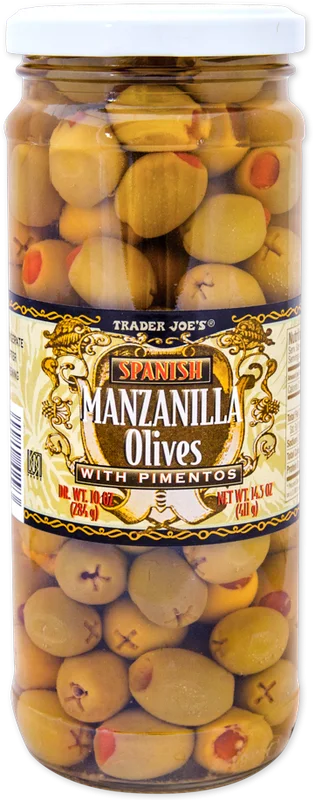 TRADER JOE'S®
SPANISH
MANZANILLA
Olives
WITH PIMENTOS
DR. WT. 10 OZ. NET WT. 14.5 OZ
(284 g) (411 g)